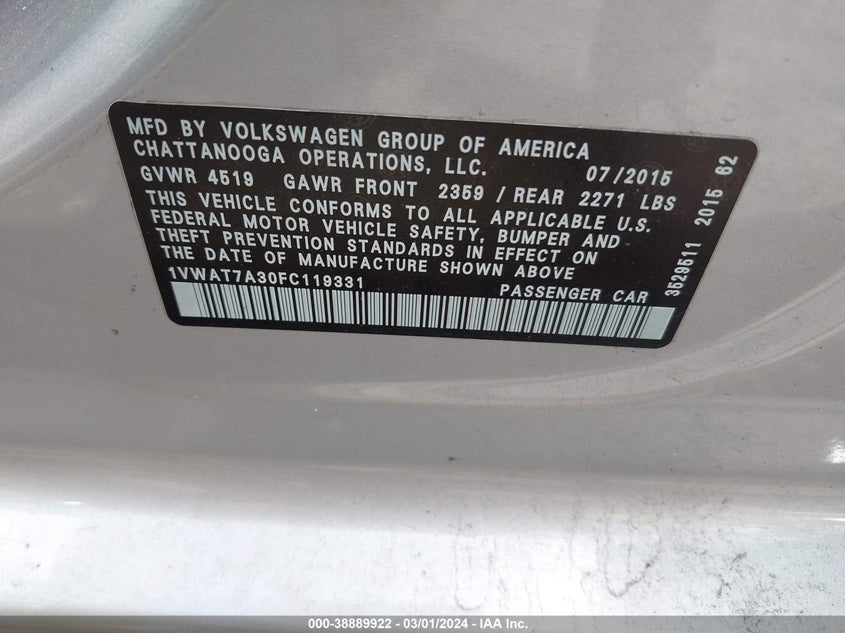 MFD BY VOLKSWAGEN GROUP OF AMERICA
CHATTANOOGA OPERATIONS, LLC. 07/2015
GVWR 4519 GAWR FRONT 2359 / REAR 2271 LBS
THIS VEHICLE CONFORMS TO ALL APPLICABLE U.S.
FEDERAL MOTOR VEHICLE SAFETY, BUMPER AND
THEFT PREVENTION STANDARDS IN EFFECT ON
THE DATE OF MANUFACTURE SHOWN ABOVE
1VWAT7A30FC119331 PASSENGER CAR
3529511 2015 62
000-38889922 - 03/01/2024 - IAA Inc.